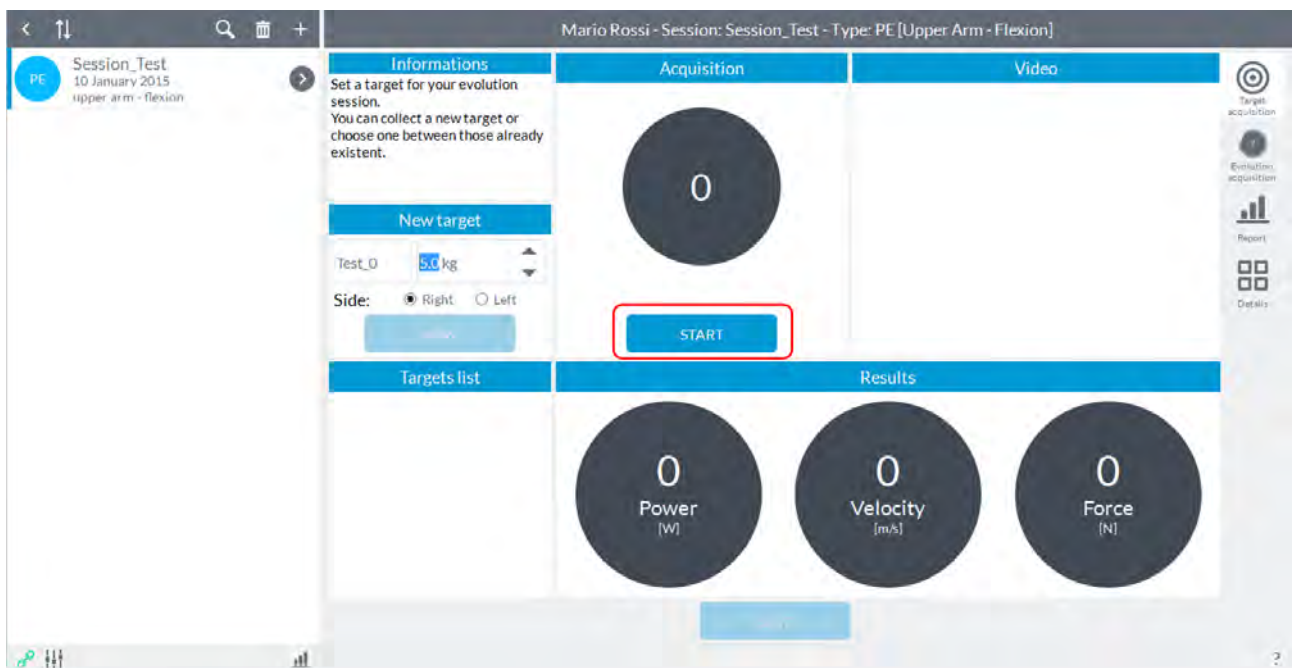 Mario Rossi - Session: Session_Test - Type: PE [Upper Arm - Flexion]
PE
Session_Test
10 January 2015
upper arm - flexion
Informations
Set a target for your evolution
session.
You can collect a new target or
choose one between those already
existent.
New target
Test_0 5.0 kg
Side: Right Left
Targets list
Acquisition
0
START
Video
Results
0
Power
[W]
0
Velocity
[m/s]
0
Force
[N]
Target
acquisition
Evolution
acquisition
Report
Details
?